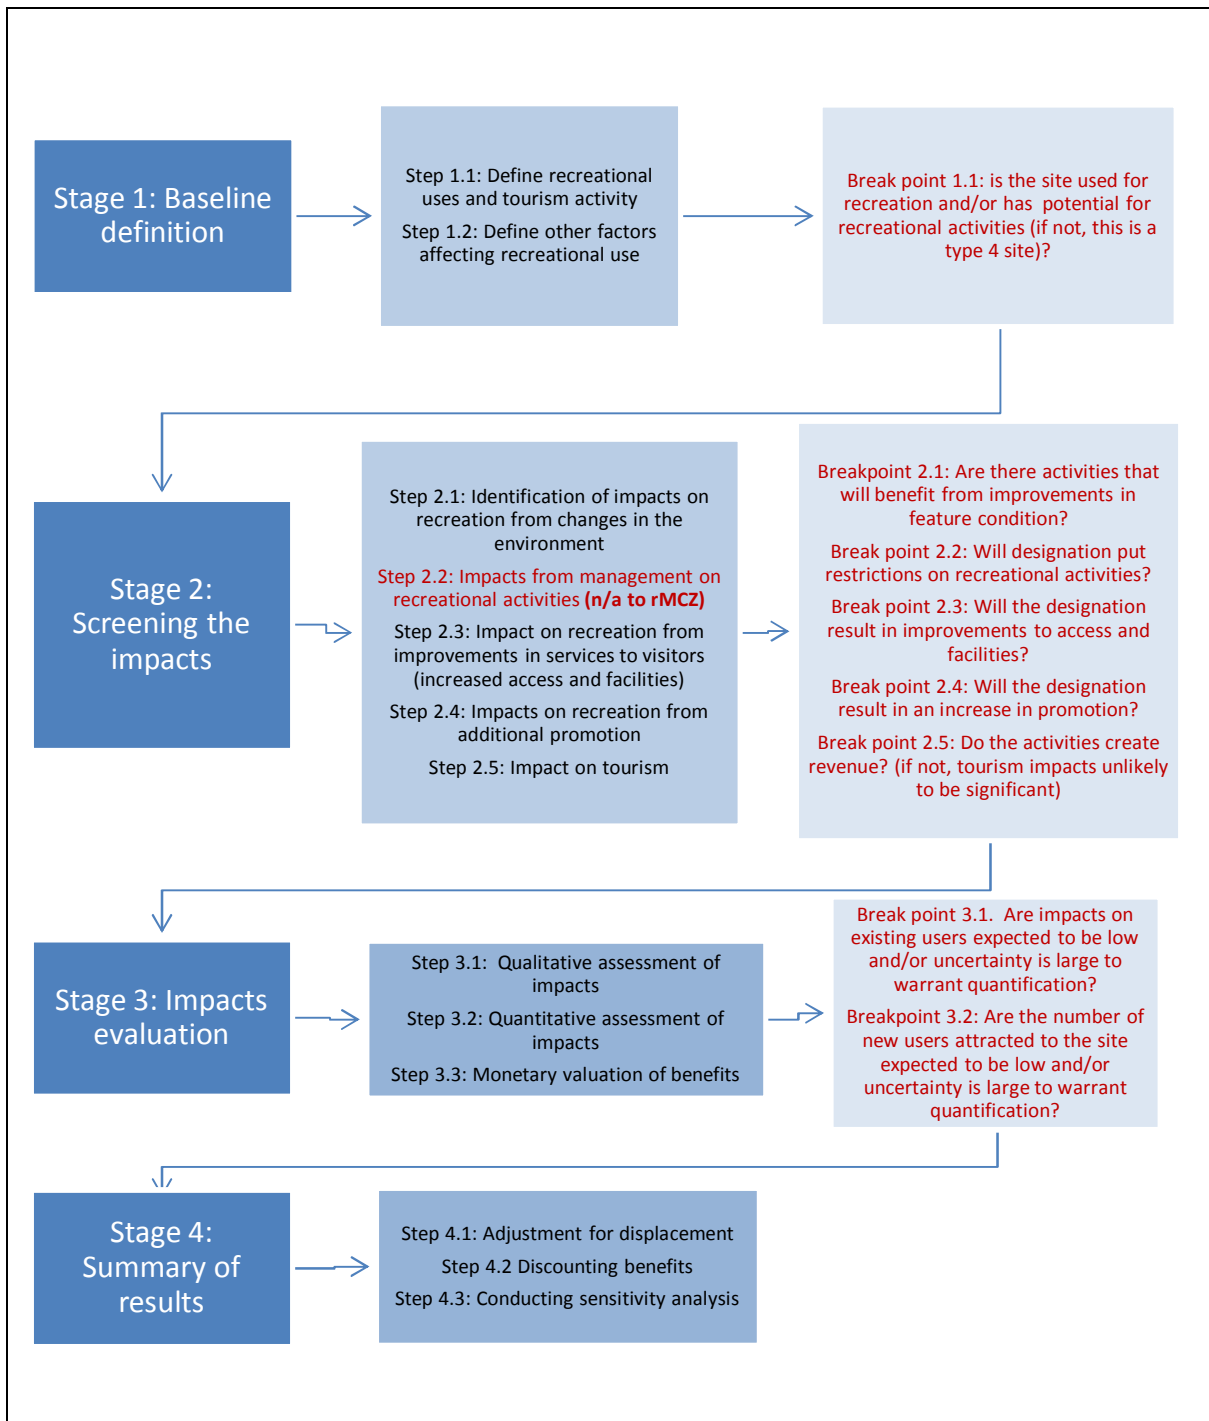 Stage 1: Baseline
definition
Step 1.1: Define recreational
uses and tourism activity
Step 1.2: Define other factors
affecting recreational use
Break point 1.1: is the site used for
recreation and/or has potential for
recreational activities (if not, this is a
type 4 site)?
Stage 2:
Screening the
impacts
Step 2.1: Identification of impacts on
recreation from changes in the
environment
Step 2.2: Impacts from management on
recreational activities (n/a to rMCZ)
Step 2.3: Impact on recreation from
improvements in services to visitors
(increased access and facilities)
Step 2.4: Impacts on recreation from
additional promotion
Step 2.5: Impact on tourism
Breakpoint 2.1: Are there activities that
will benefit from improvements in
feature condition?
Break point 2.2: Will designation put
restrictions on recreational activities?
Break point 2.3: Will the designation
result in improvements to access and
facilities?
Break point 2.4: Will the designation
result in an increase in promotion?
Break point 2.5: Do the activities create
revenue? (if not, tourism impacts unlikely
to be significant)
Stage 3: Impacts
evaluation
Step 3.1: Qualitative assessment of
impacts
Step 3.2: Quantitative assessment of
impacts
Step 3.3: Monetary valuation of benefits
Break point 3.1. Are impacts on
existing users expected to be low
and/or uncertainty is large to
warrant quantification?
Breakpoint 3.2: Are the number of
new users attracted to the site
expected to be low and/or
uncertainty is large to warrant
quantification?
Stage 4:
Summary of
results
Step 4.1: Adjustment for displacement
Step 4.2 Discounting benefits
Step 4.3: Conducting sensitivity analysis